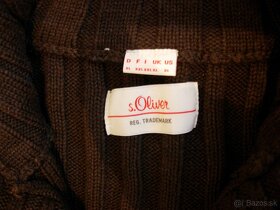 D F I UK US
s.Oliver
REG. TRADEMARK
© Bazos.sk